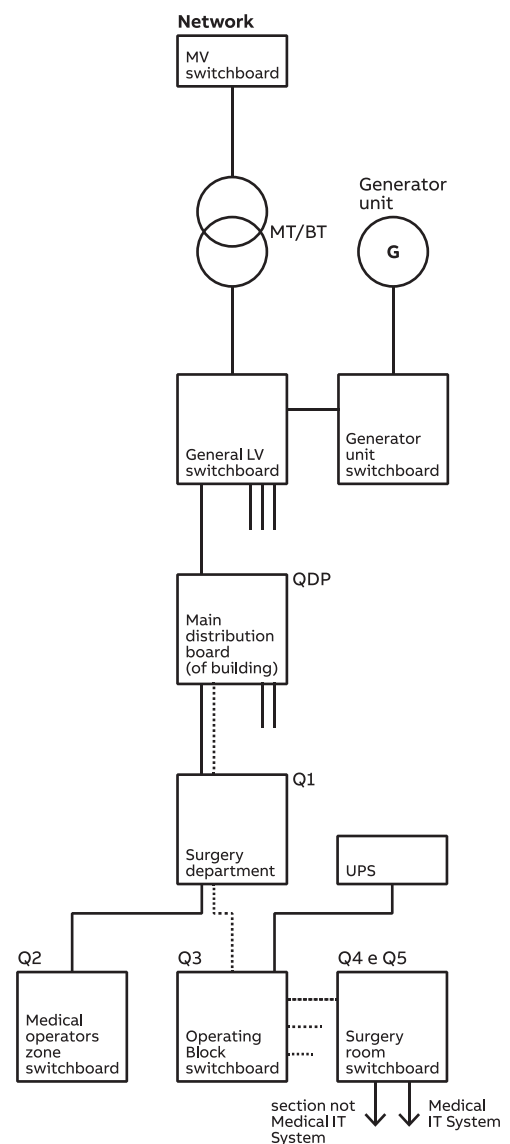 Network
MV
switchboard
MT/BT
Generator
unit
G
General LV
switchboard
Generator
unit
switchboard
QDP
Main
distribution
board
(of building)
Q1
Surgery
department
UPS
Q2
Medical
operators
zone
switchboard
Q3
Operating
Block
switchboard
Q4 e Q5
Surgery
room
switchboard
section not
Medical IT
System
Medical
IT System